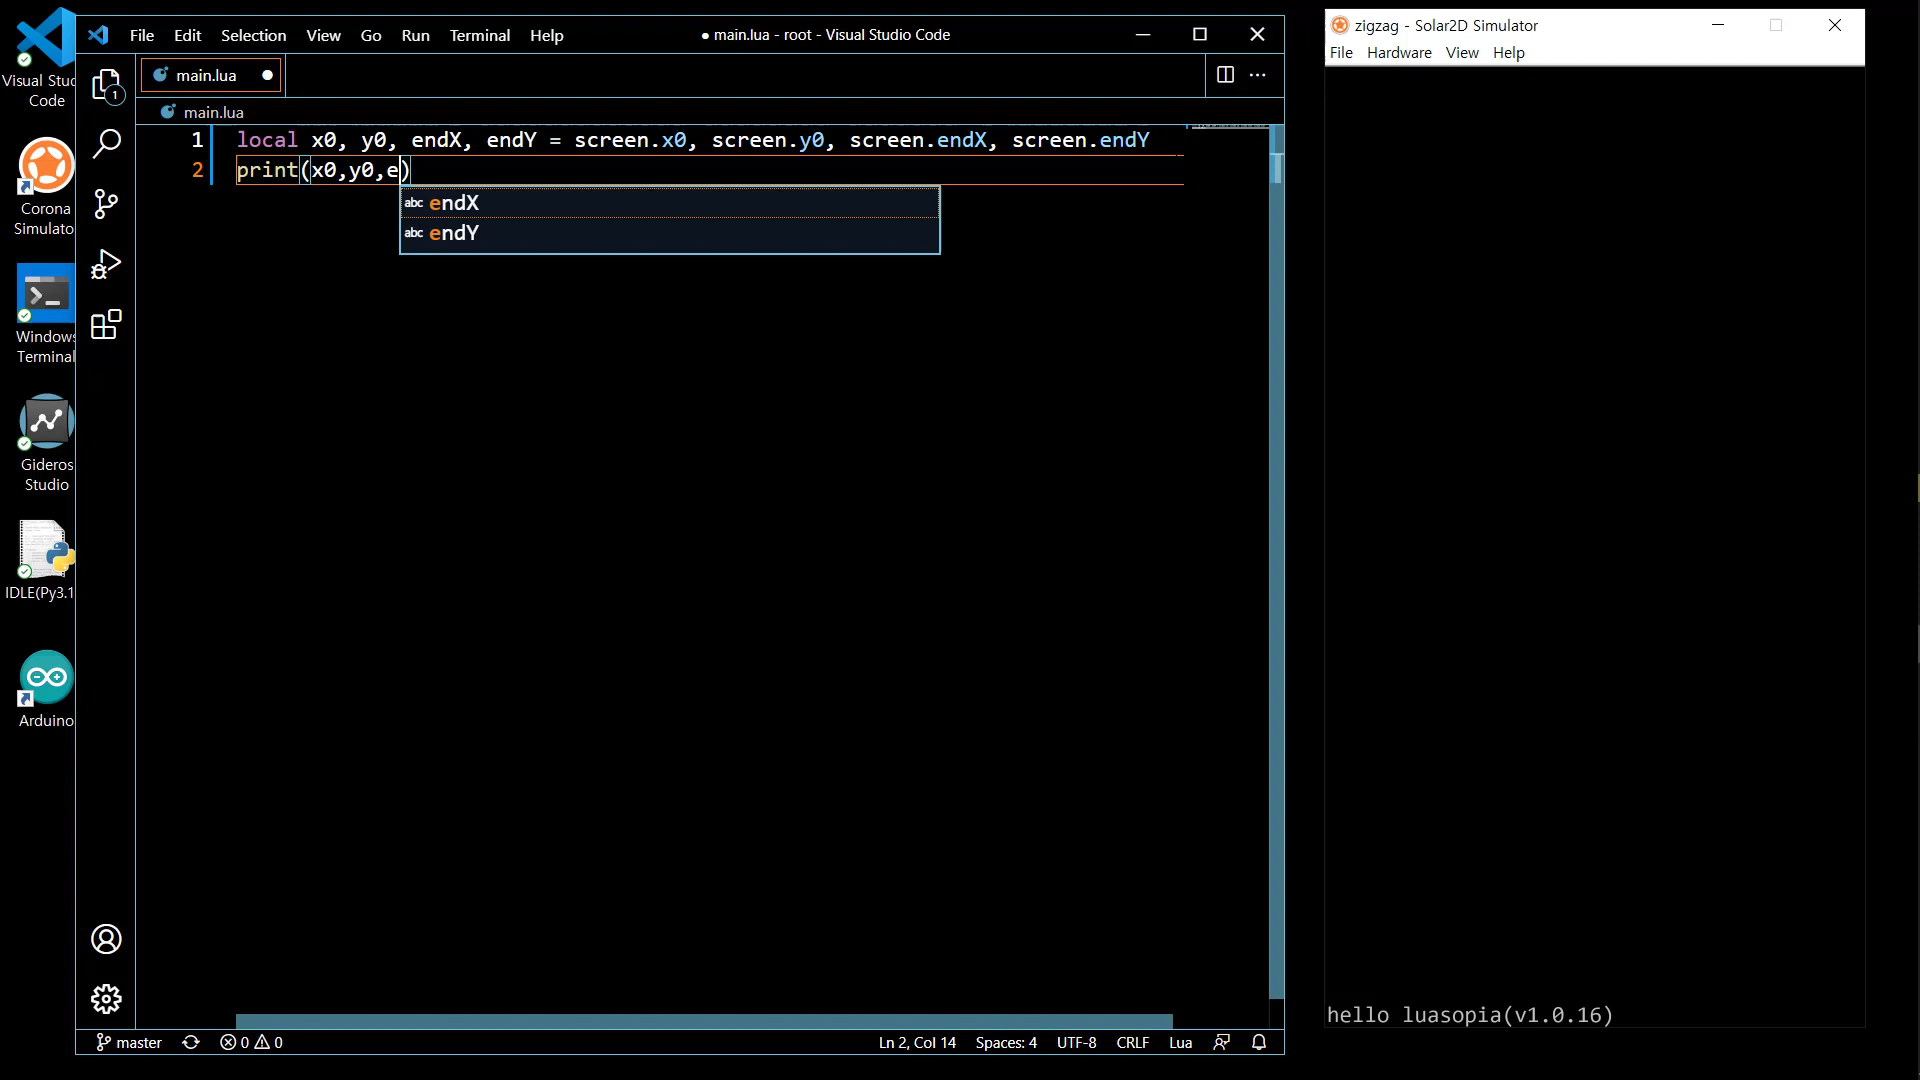 Visual Stud
Code
Corona
Simulato
Windows
Terminal
Gideros
Studio
IDLE(Py3.1
Arduino
File Edit Selection View Go Run Terminal Help
● main.lua - root - Visual Studio Code
main.lua ●
main.lua
1 local x0, y0, endX, endY = screen.x0, screen.y0, screen.endX, screen.endY
2 print(x0,y0,e)
abc endX
abc endY
1
master
0 0
Ln 2, Col 14 Spaces: 4 UTF-8 CRLF Lua
zigzag - Solar2D Simulator
File Hardware View Help
hello luasopia(v1.0.16)